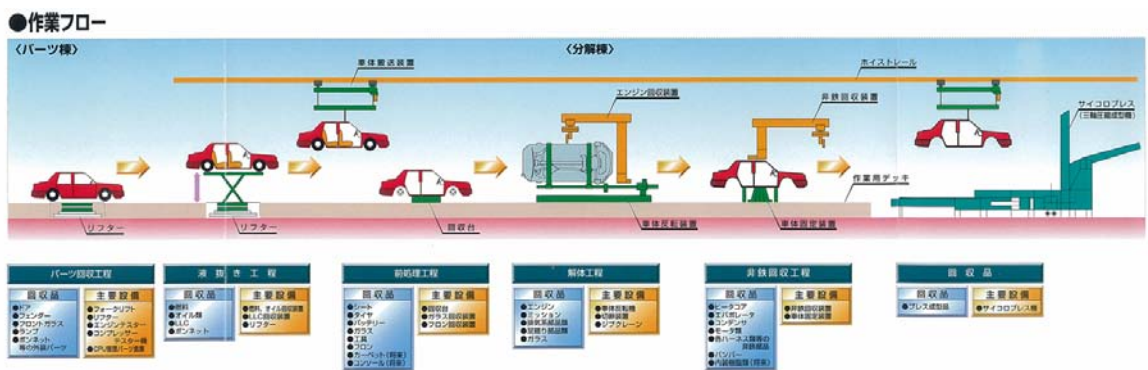 ●作業フロー
〈パーツ棟〉
〈分解棟〉
車体搬送装置
ホイストレール
エンジン回収装置
非鉄回収装置
サイコロプレス
(三軸圧縮成型機)
作業用デッキ
リフター
リフター
回収台
車体反転装置
車体固定装置
パーツ回収工程
回収品
●ドア
●フェンダー
●フロントガラス
●ランプ
●ボンネット
等の外装パーツ
主要設備
●フォークリフト
●リフター
●エンジンテスター
●コンプレッサー
テスター機
液抜き工程
回収品
●燃料
●オイル類
●LLC
●ボンネット
主要設備
●燃料、オイル回収装置
●LLC回収装置
●リフター
前処理工程
回収品
●シート
●タイヤ
●バッテリー
●ガラス
●工具
●フロン
●カーペット(将来)
●コンソール(将来)
主要設備
●回収台
●ガラス回収装置
●フロン回収装置
解体工程
回収品
●エンジン
●ミッション
●排気系部品類
●足廻り部品類
●ガラス
主要設備
●車体反転機
●切断装置
●ジブクレーン
非鉄回収工程
回収品
●ヒータコア
●エバポレータ
●コンデンサ
●モータ類
●各ハーネス類等の
非鉄部品
●バンパー
●内装樹脂類(将来)
主要設備
●非鉄回収装置
●車体固定装置
回収品
回収品
●プレス成型品
主要設備
●サイコロプレス機